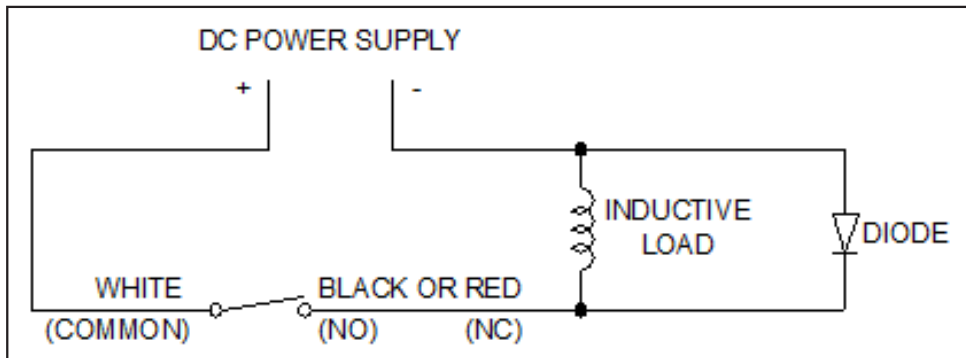 DC POWER SUPPLY
+ -
INDUCTIVE
LOAD
DIODE
WHITE BLACK OR RED
(COMMON) (NO) (NC)